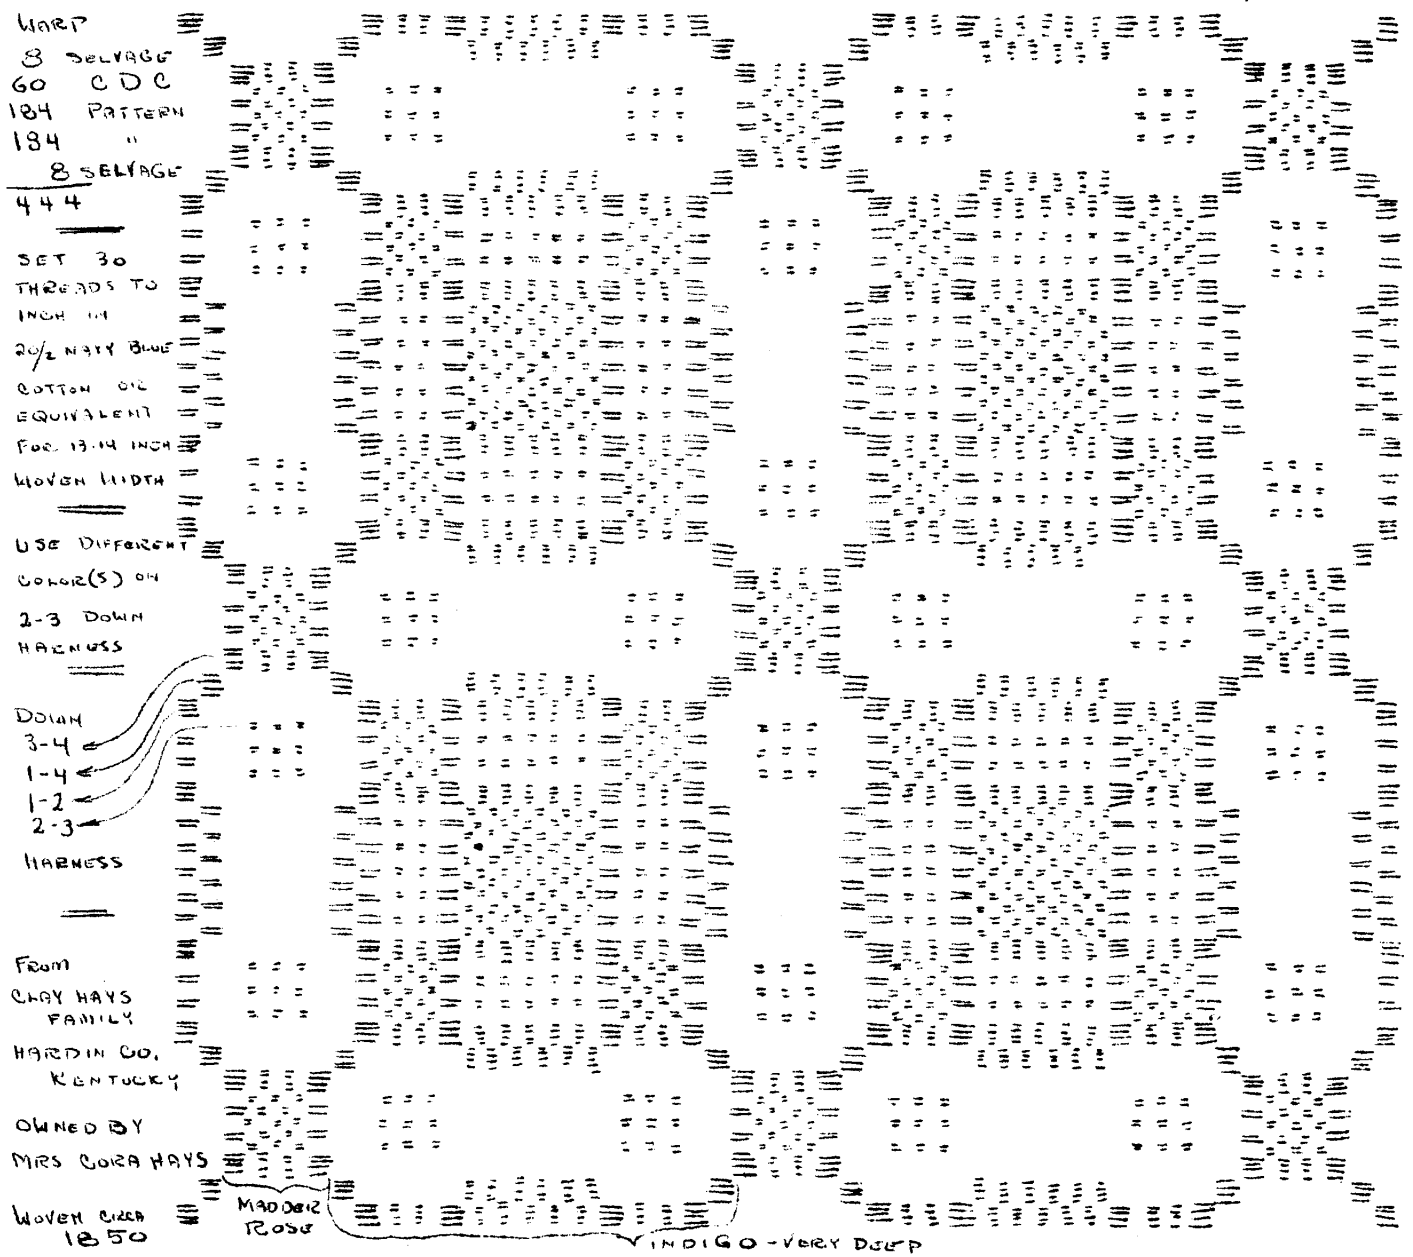 WARP
8 SELVAGE
60 C D C
184 PATTERN
184 "
8 SELVAGE
444
SET 30
THREADS TO
INCH IN
20/2 NAVY BLUE
COTTON OR
EQUIVALENT
FOR 13-14 INCH
WOVEN WIDTH
USE DIFFERENT
COLOR(S) ON
2-3 DOWN
HARNESS
DOWN
3-4
1-4
1-2
2-3
HARNESS
FROM
CLAY HAYS
FAMILY
HARDIN CO.
KENTUCKY
OWNED BY
MRS CORA HAYS
WOVEN CIRCA
1850
MADDER
ROSE
INDIGO - VERY DEEP